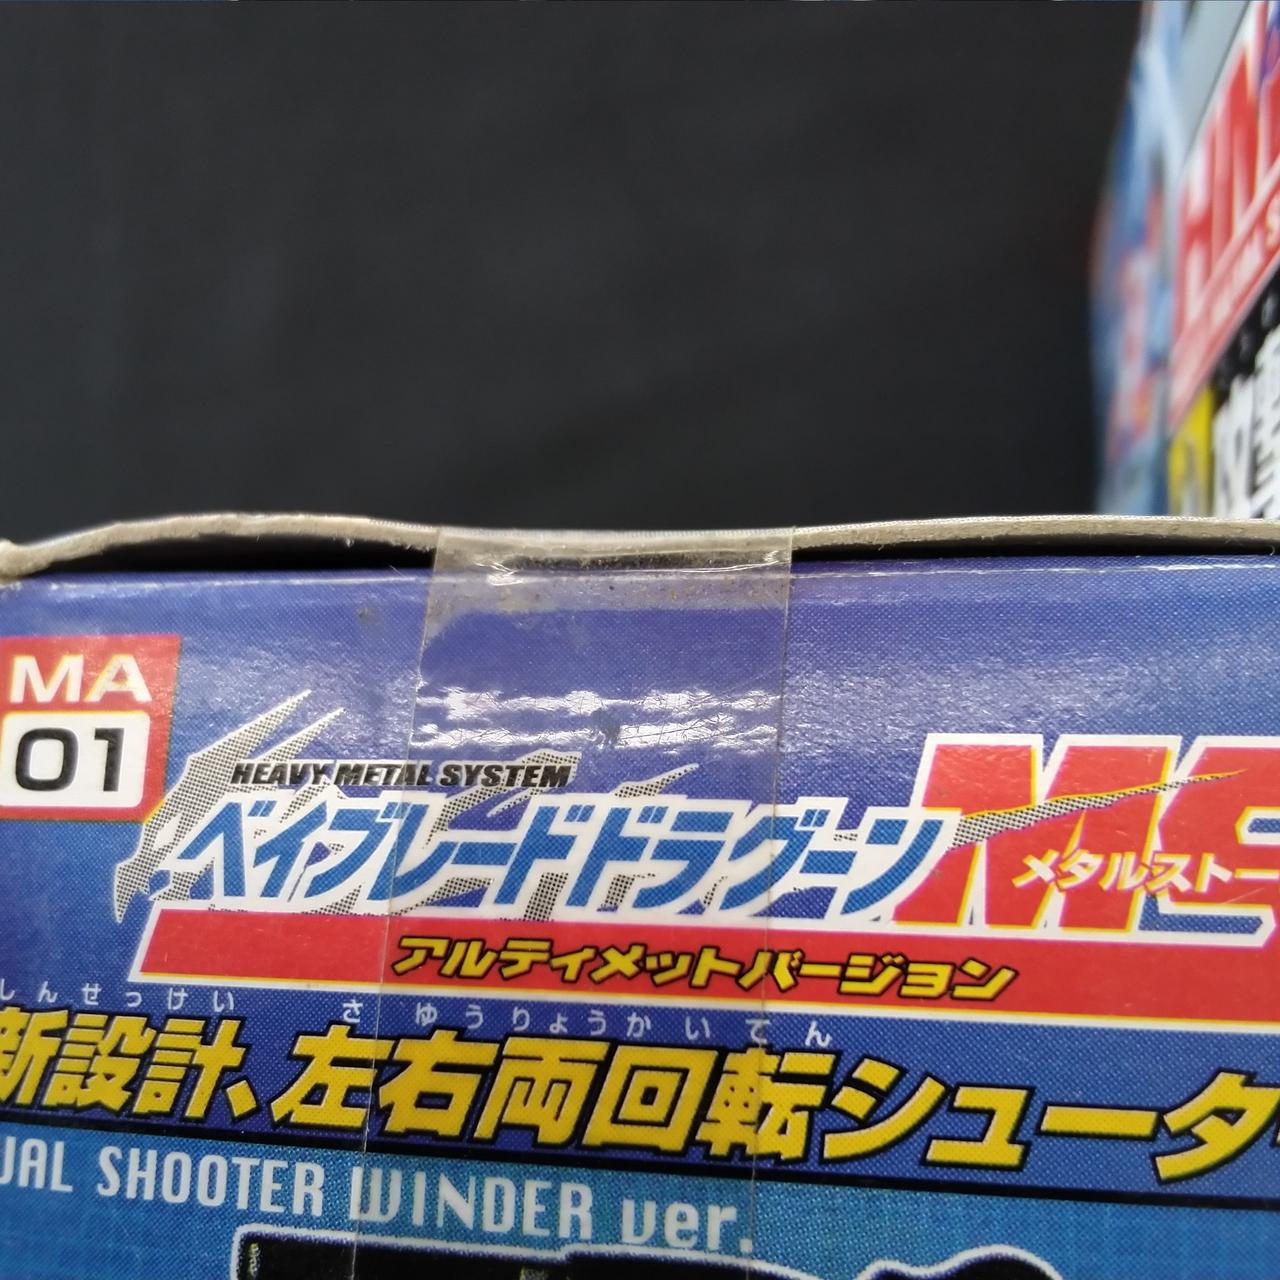 MA
01
HEAVY METAL SYSTEM
ベイブレードドラグーン
MS
メタルストー
アルティメットバージョン
しんせっけい さゆうりょうかいてん
新設計、左右両回転シュータ
UAL SHOOTER WINDER ver.